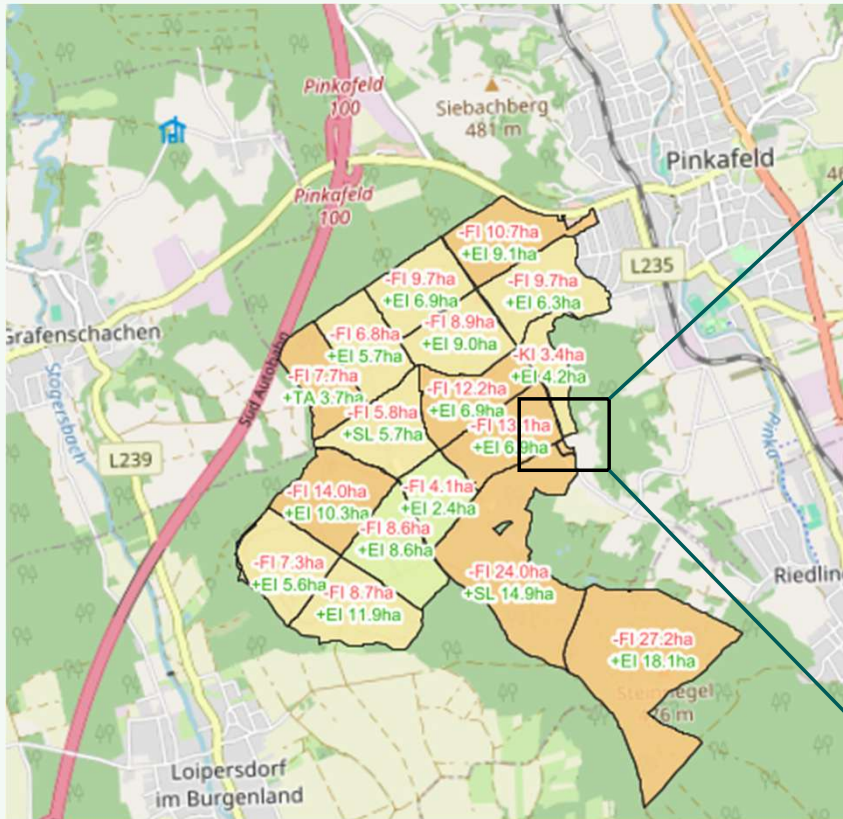 Pinkafeld
100
Siebachberg
481 m
Pinkafeld
Pinkafeld
100
-FI 10.7ha
+EI 9.1ha
L235
-FI 9.7ha
+EI 6.9ha
-FI 9.7ha
+EI 6.3ha
-FI 8.9ha
+EI 9.0ha
-FI 6.8ha
+EI 5.7ha
Grafenschachen
-KI 3.4ha
+EI 4.2ha
-FI 7.7ha
+TA 3.7ha
-FI 12.2ha
+EI 6.9ha
Süd Autobahn
Stögersbach
-FI 5.8ha
+SL 5.7ha
-FI 13.1ha
+EI 6.9ha
Pinka
L239
-FI 14.0ha
+EI 10.3ha
-FI 4.1ha
+EI 2.4ha
-FI 8.6ha
+EI 8.6ha
-FI 7.3ha
+EI 5.6ha
-FI 8.7ha
+EI 11.9ha
-FI 24.0ha
+SL 14.9ha
Riedlin
-FI 27.2ha
+EI 18.1ha
Loipersdorf
im Burgenland